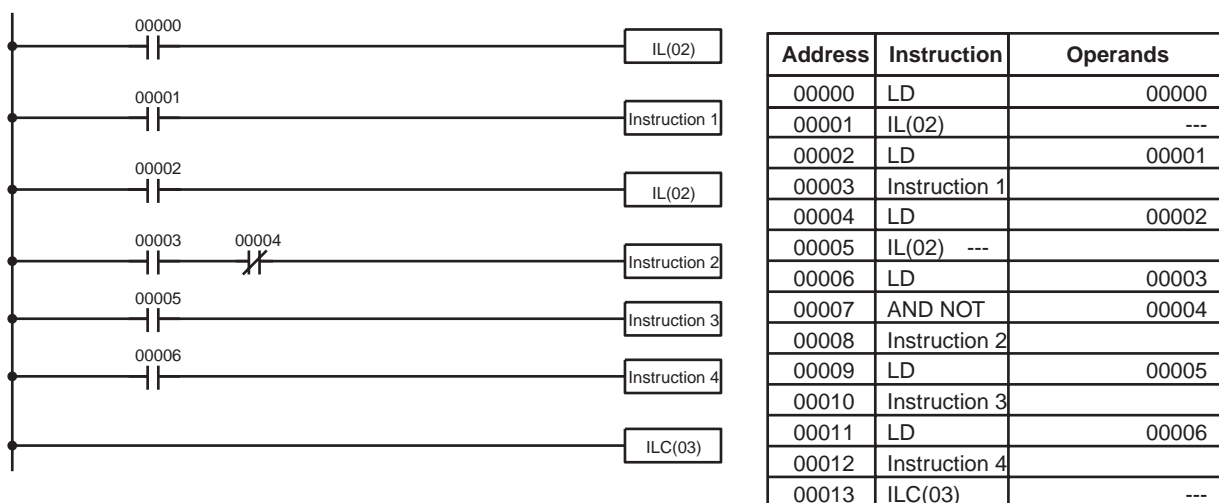 00000
IL(02)
00001
Instruction 1
00002
IL(02)
00003 00004
Instruction 2
00005
Instruction 3
00006
Instruction 4
ILC(03)
Address Instruction Operands
00000 LD 00000
00001 IL(02) ---
00002 LD 00001
00003 Instruction 1
00004 LD 00002
00005 IL(02) ---
00006 LD 00003
00007 AND NOT 00004
00008 Instruction 2
00009 LD 00005
00010 Instruction 3
00011 LD 00006
00012 Instruction 4
00013 ILC(03) ---